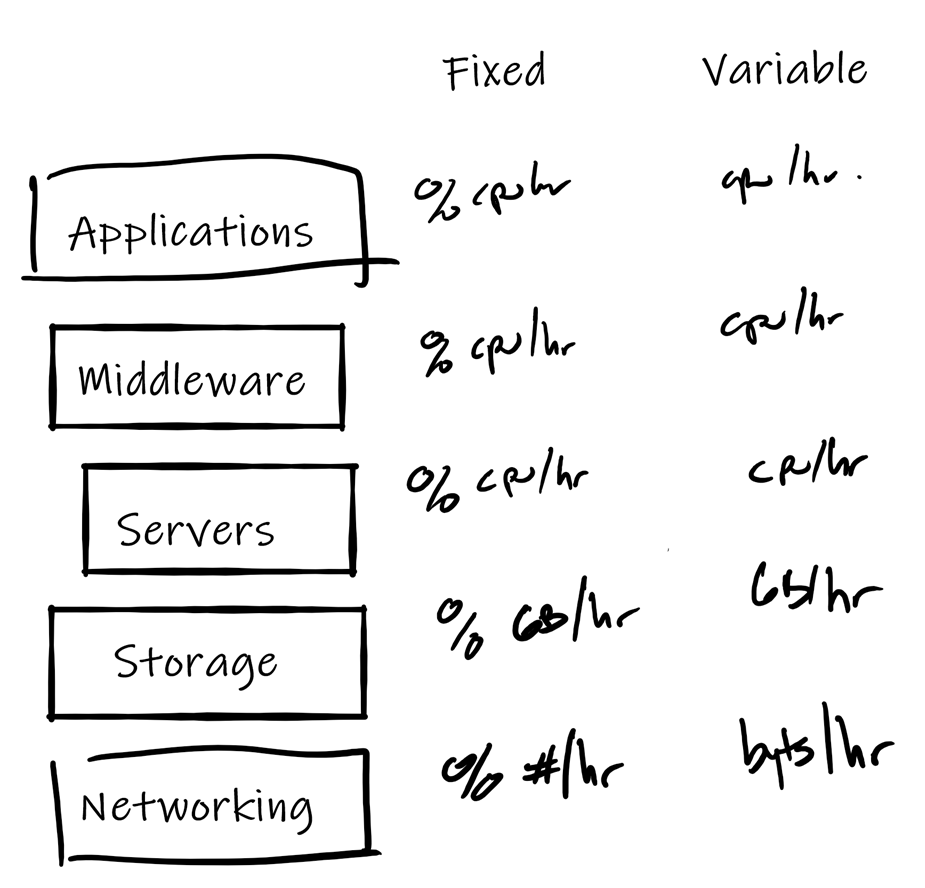 Fixed Variable
Applications % cpu hr cpu/hr.
Middleware % cpu/hr cpu/hr
Servers % cpu/hr cpu/hr
Storage % GB/hr GB/hr
Networking % #/hr byts/hr